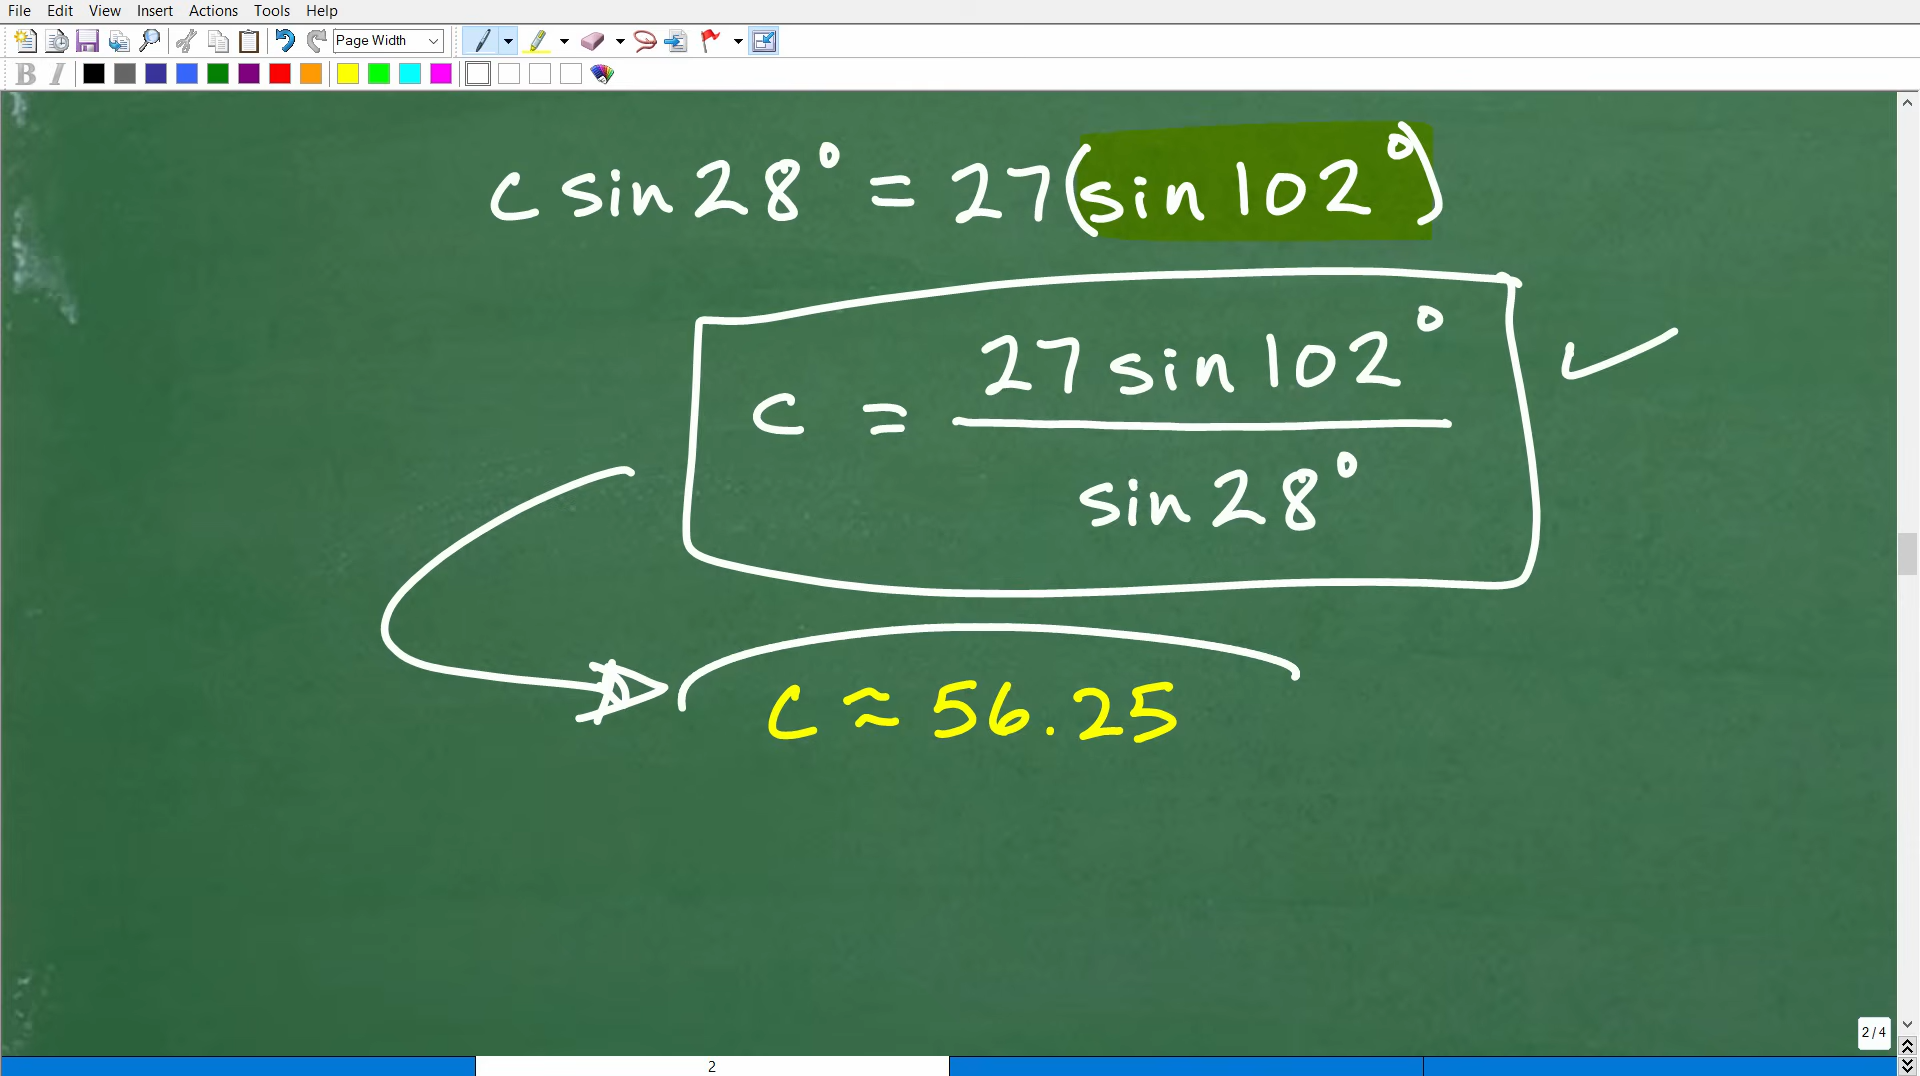 File Edit View Insert Actions Tools Help
Page Width
B I
c sin 28° = 27(sin 102°)
c = 27 sin 102°
sin 28°
c ≈ 56.25
2 / 4
2